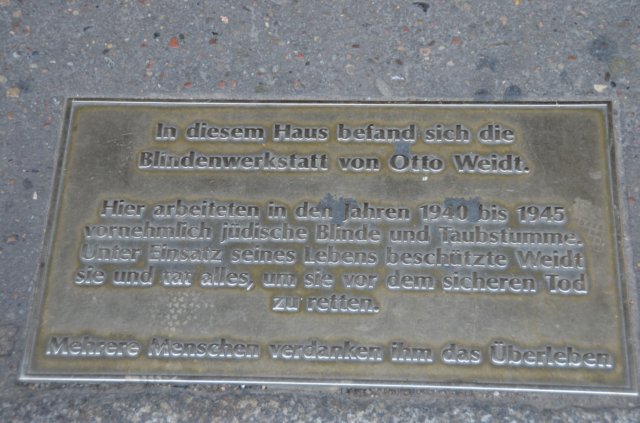 In diesem Haus befand sich die
Blindenwerkstatt von Otto Weidt.
Hier arbeiteten in den Jahren 1940 bis 1945
vornehmlich jüdische Blinde und Taubstumme.
Unter Einsatz seines Lebens beschützte Weidt
sie und tat alles, um sie vor dem sicheren Tod
zu retten.
Mehrere Menschen verdanken ihm das Überleben